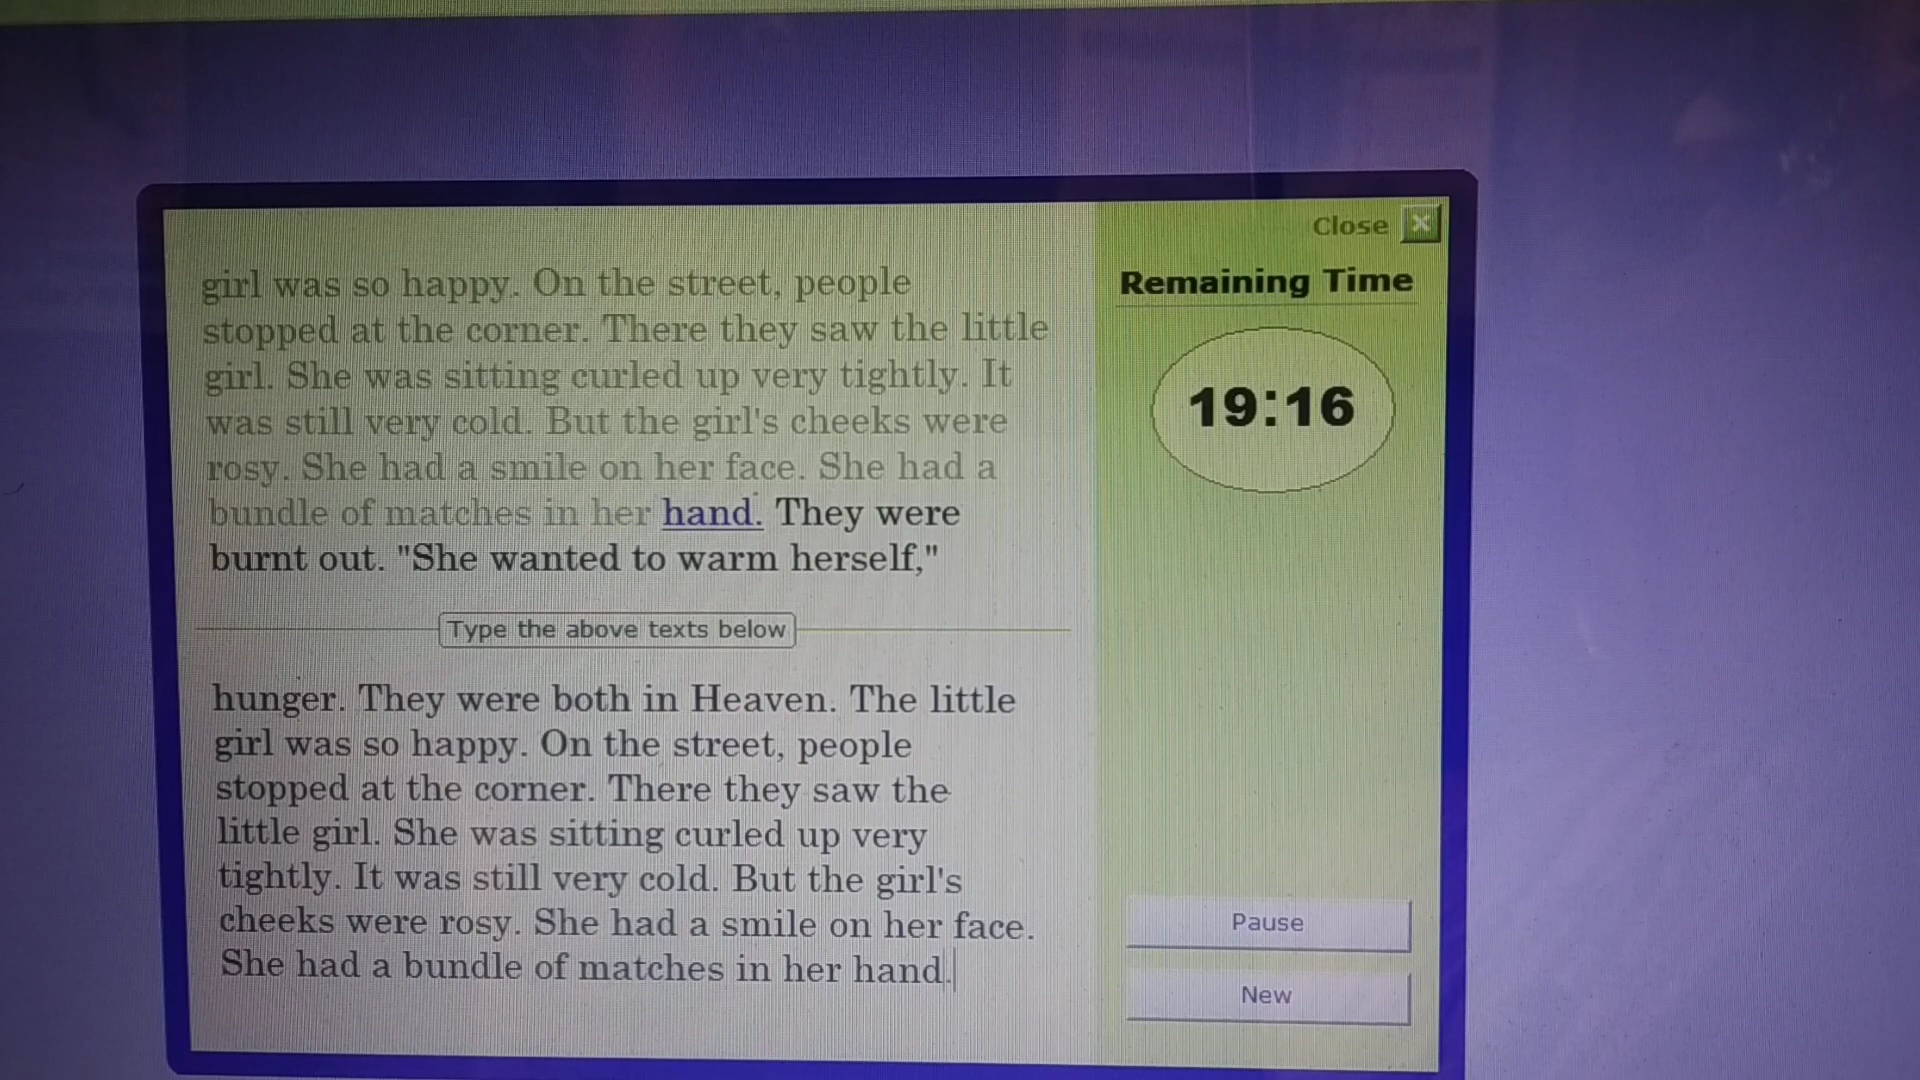 Close
Remaining Time
19:16
girl was so happy. On the street, people
stopped at the corner. There they saw the little
girl. She was sitting curled up very tightly. It
was still very cold. But the girl's cheeks were
rosy. She had a smile on her face. She had a
bundle of matches in her hand. They were
burnt out. "She wanted to warm herself,"
Type the above texts below
hunger. They were both in Heaven. The little
girl was so happy. On the street, people
stopped at the corner. There they saw the
little girl. She was sitting curled up very
tightly. It was still very cold. But the girl's
cheeks were rosy. She had a smile on her face.
She had a bundle of matches in her hand.
Pause
New